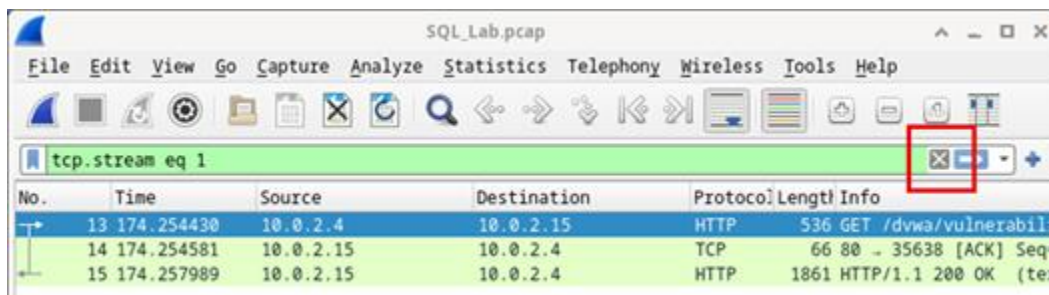 SQL_Lab.pcap
File Edit View Go Capture Analyze Statistics Telephony Wireless Tools Help
tcp.stream eq 1
No. Time Source Destination Protocol Length Info
13 174.254430 10.0.2.4 10.0.2.15 HTTP 536 GET /dvwa/vulnerabil
14 174.254581 10.0.2.15 10.0.2.4 TCP 66 80 → 35638 [ACK] Seq
15 174.257989 10.0.2.15 10.0.2.4 HTTP 1861 HTTP/1.1 200 OK (te